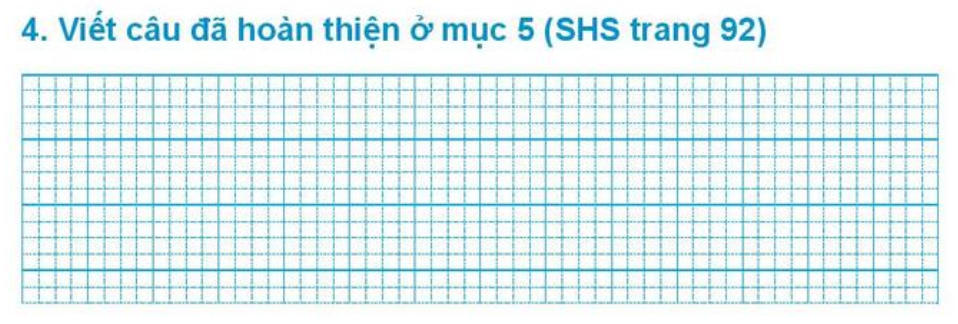 4. Viết câu đã hoàn thiện ở mục 5 (SHS trang 92)